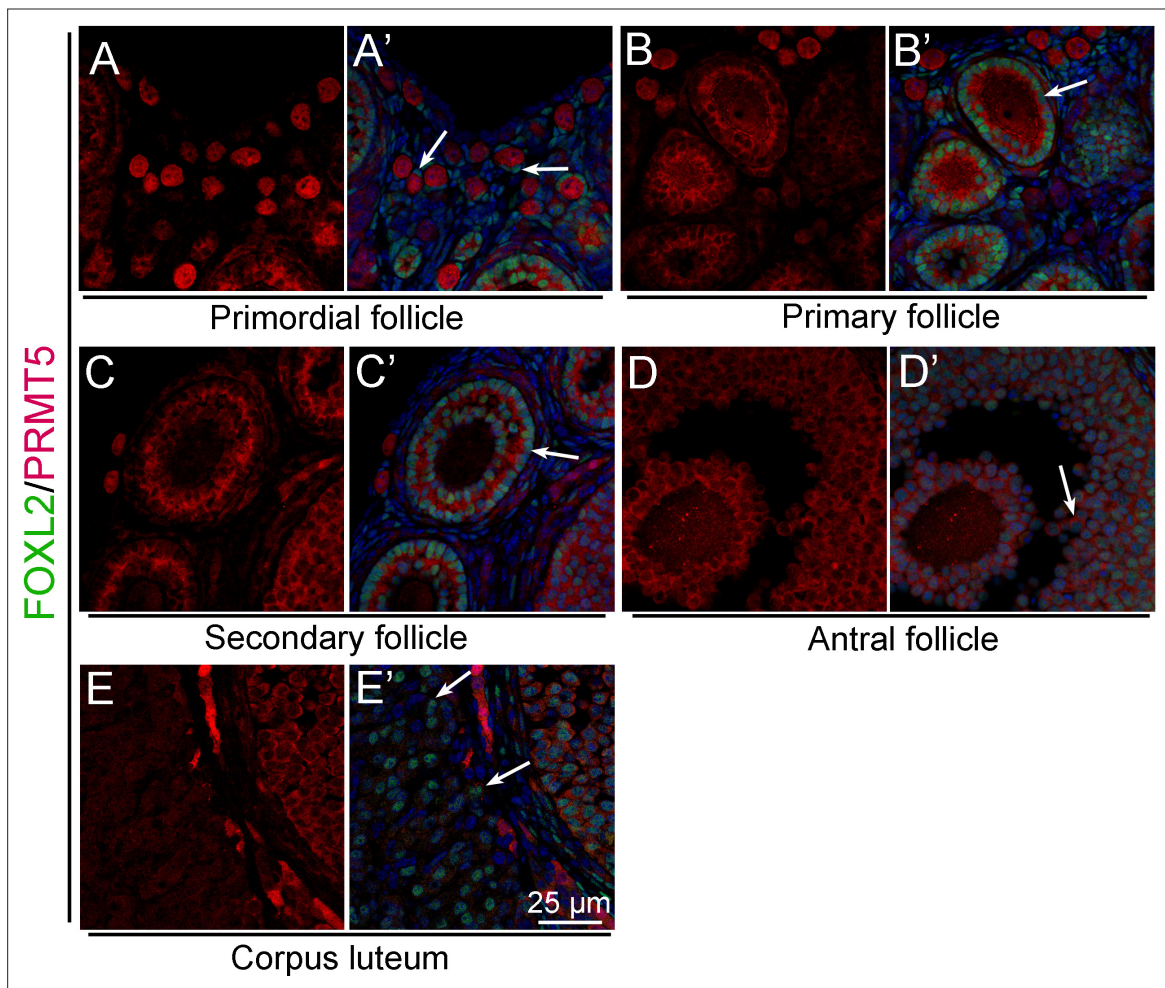 FOXL2/PRMT5
A
A’
B
B’
Primordial follicle
Primary follicle
C
C’
D
D’
Secondary follicle
Antral follicle
E
E’
25 µm
Corpus luteum